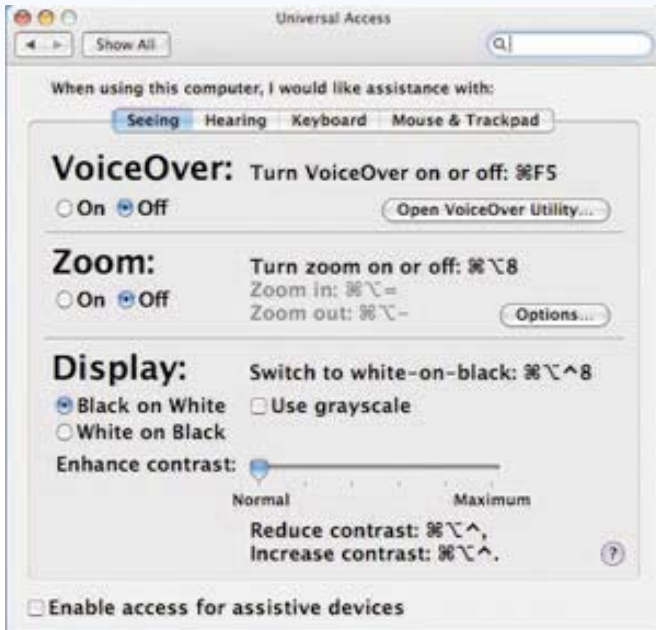 Universal Access
Show All
When using this computer, I would like assistance with:
Seeing Hearing Keyboard Mouse & Trackpad
VoiceOver: Turn VoiceOver on or off: ⌘F5
On Off Open VoiceOver Utility...
Zoom: Turn zoom on or off: ⌘⌥8
Zoom in: ⌘⌥=
On Off
Zoom out: ⌘⌥-
Options...
Display: Switch to white-on-black: ⌘⌥^8
Black on White Use grayscale
White on Black
Enhance contrast:
Normal Maximum
Reduce contrast: ⌘⌥^,
Increase contrast: ⌘⌥^.
?
Enable access for assistive devices